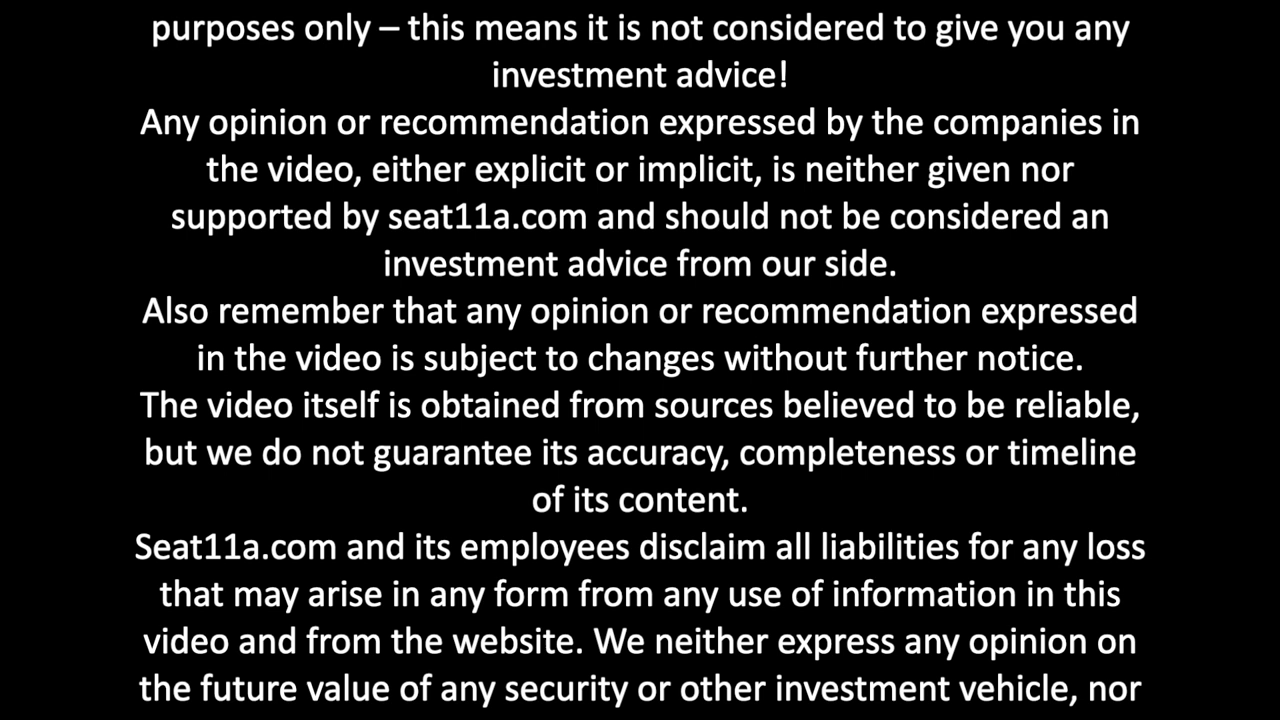 purposes only – this means it is not considered to give you any
investment advice!
Any opinion or recommendation expressed by the companies in
the video, either explicit or implicit, is neither given nor
supported by seat11a.com and should not be considered an
investment advice from our side.
Also remember that any opinion or recommendation expressed
in the video is subject to changes without further notice.
The video itself is obtained from sources believed to be reliable,
but we do not guarantee its accuracy, completeness or timeline
of its content.
Seat11a.com and its employees disclaim all liabilities for any loss
that may arise in any form from any use of information in this
video and from the website. We neither express any opinion on
the future value of any security or other investment vehicle, nor